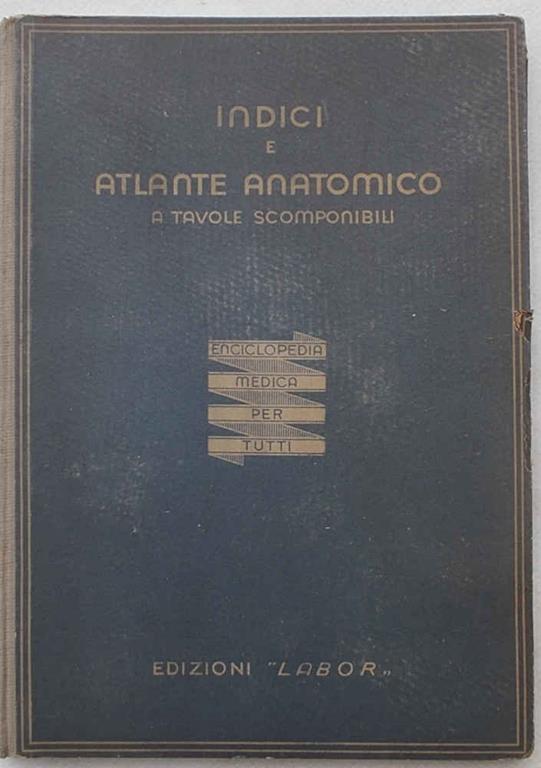 INDICI
E
ATLANTE ANATOMICO
A TAVOLE SCOMPONIBILI
ENCICLOPEDIA
MEDICA
PER
TUTTI
EDIZIONI "LABOR„